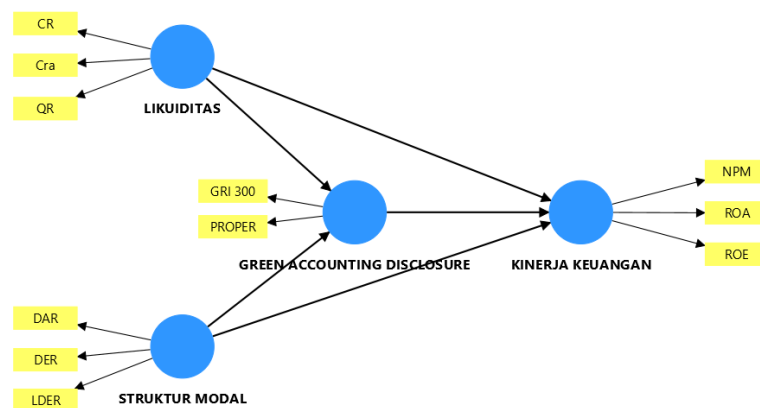 CR
Cra
QR
LIKUIDITAS
GRI 300
PROPER
GREEN ACCOUNTING DISCLOSURE
NPM
ROA
ROE
KINERJA KEUANGAN
DAR
DER
LDER
STRUKTUR MODAL